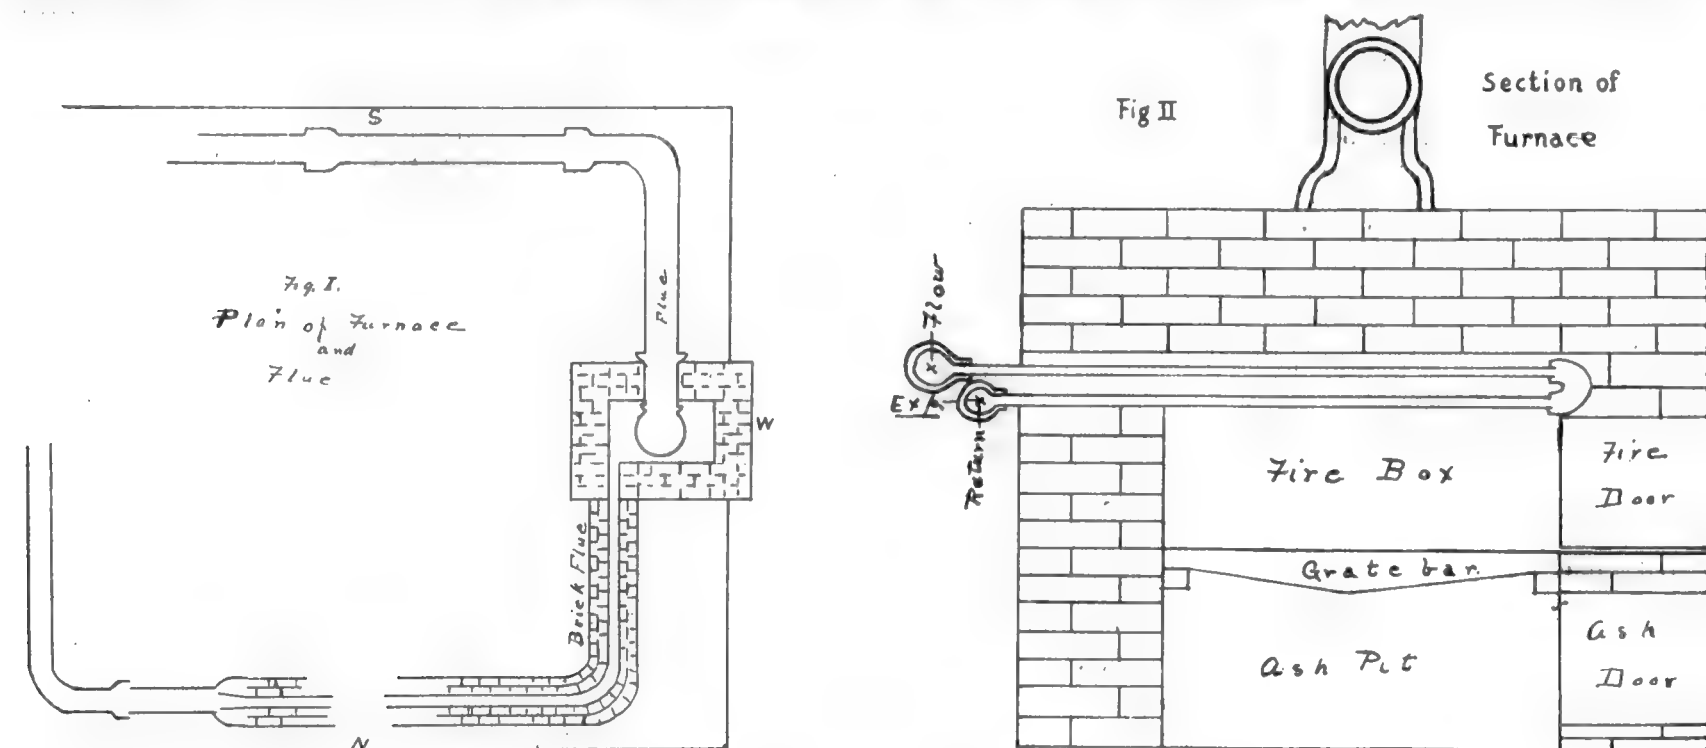 S
Flue
Fig. I.
Plan of Furnace
and
Flue
W
Brick Flue
N
Fig II
Section of
Furnace
Flow
Return
Fire Box
Fire
Door
Grate bar.
Ash Pit
Ash
Door